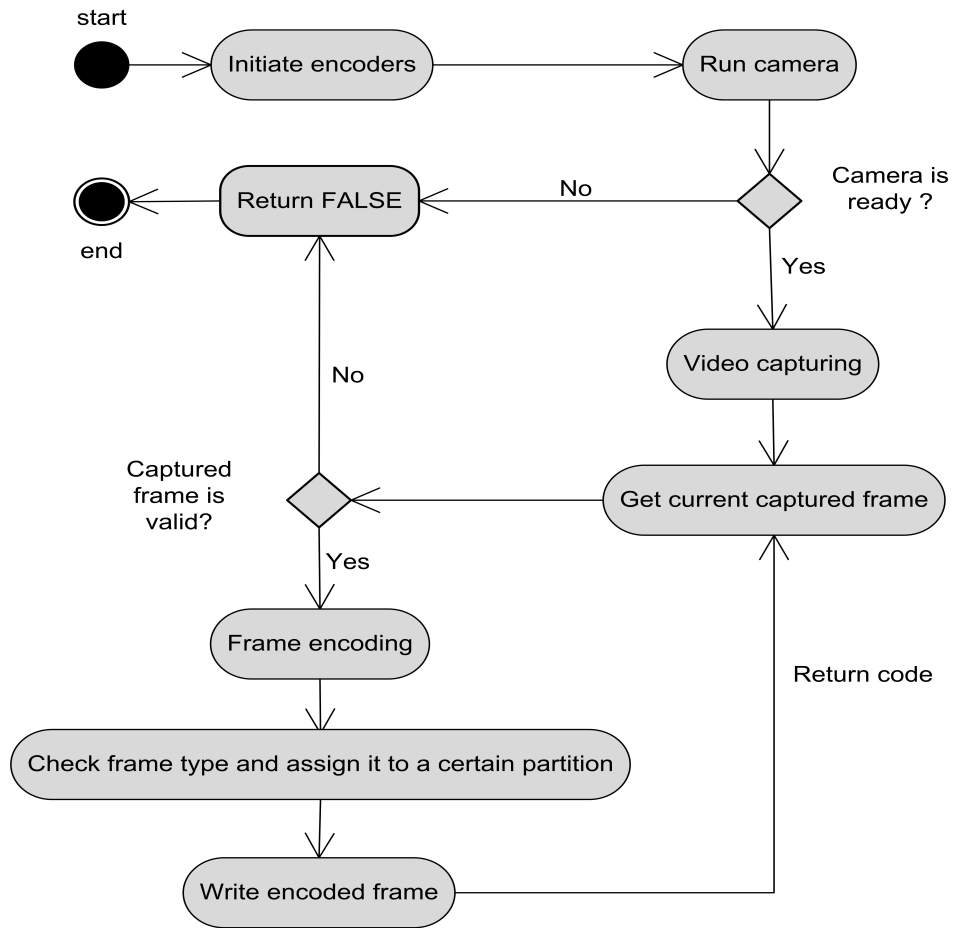 start
Initiate encoders
Run camera
Camera is
ready ?
No
Return FALSE
end
Yes
Video capturing
No
Captured
frame is
valid?
Get current captured frame
Yes
Frame encoding
Return code
Check frame type and assign it to a certain partition
Write encoded frame